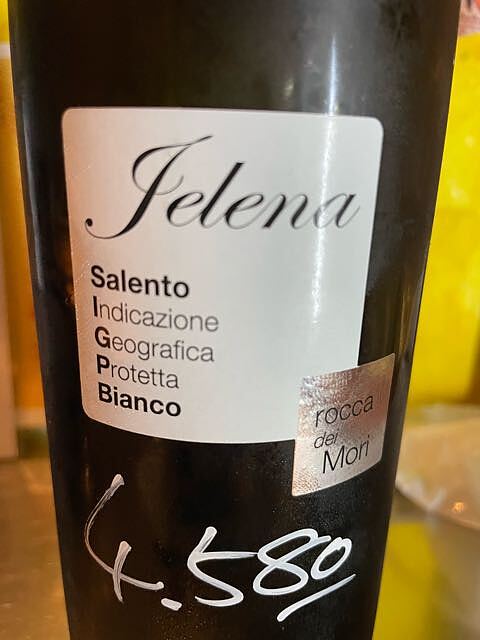 Jelena
Salento
Indicazione
Geografica
Protetta
Bianco
rocca
dei
Mori
4.580